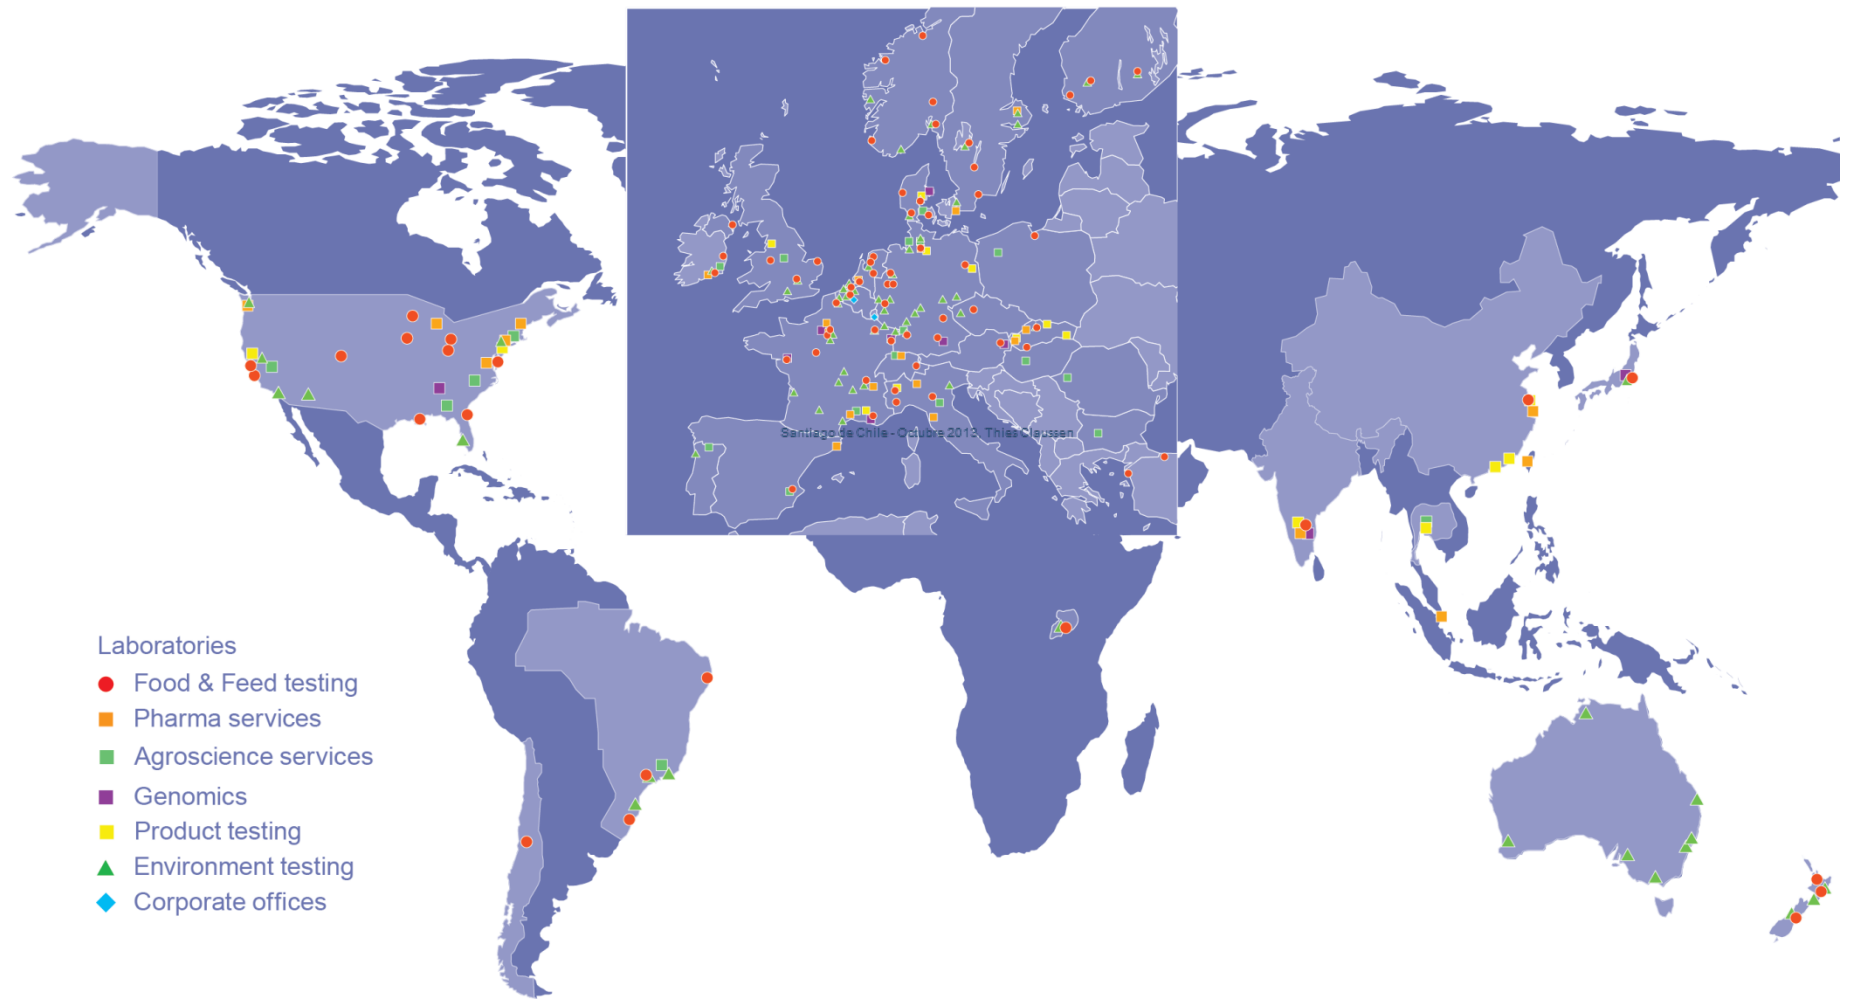 Santiago de Chile - Octubre 2013, Thies Claussen
Laboratories
Food & Feed testing
Pharma services
Agroscience services
Genomics
Product testing
Environment testing
Corporate offices